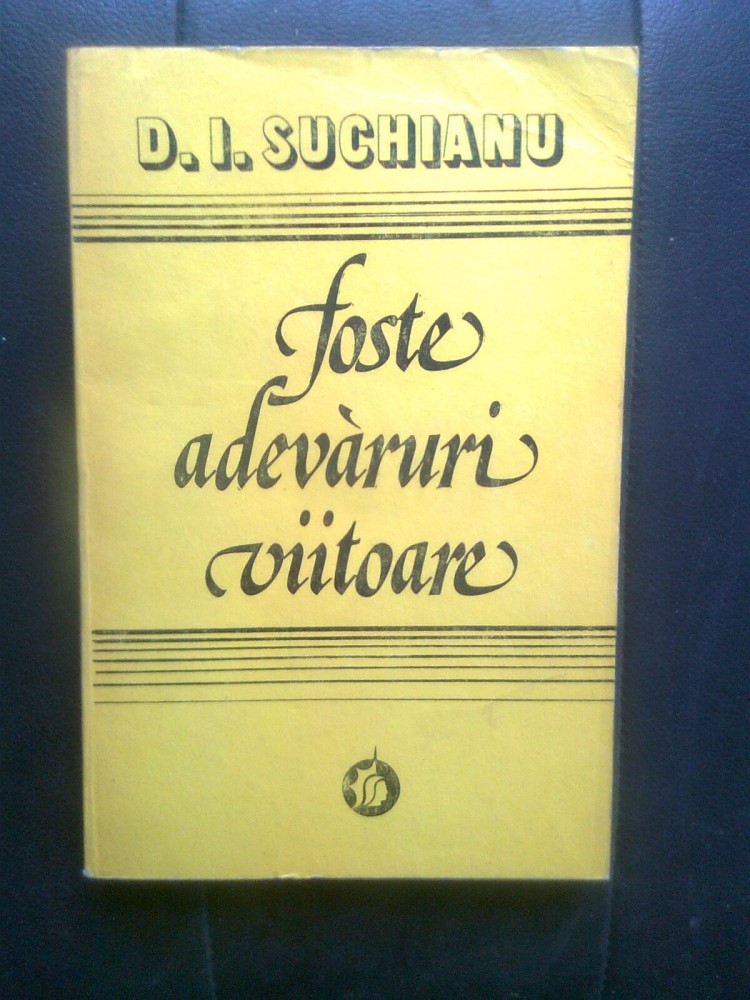 D. I. SUCHIANU
foste
adevàruri
viitoare